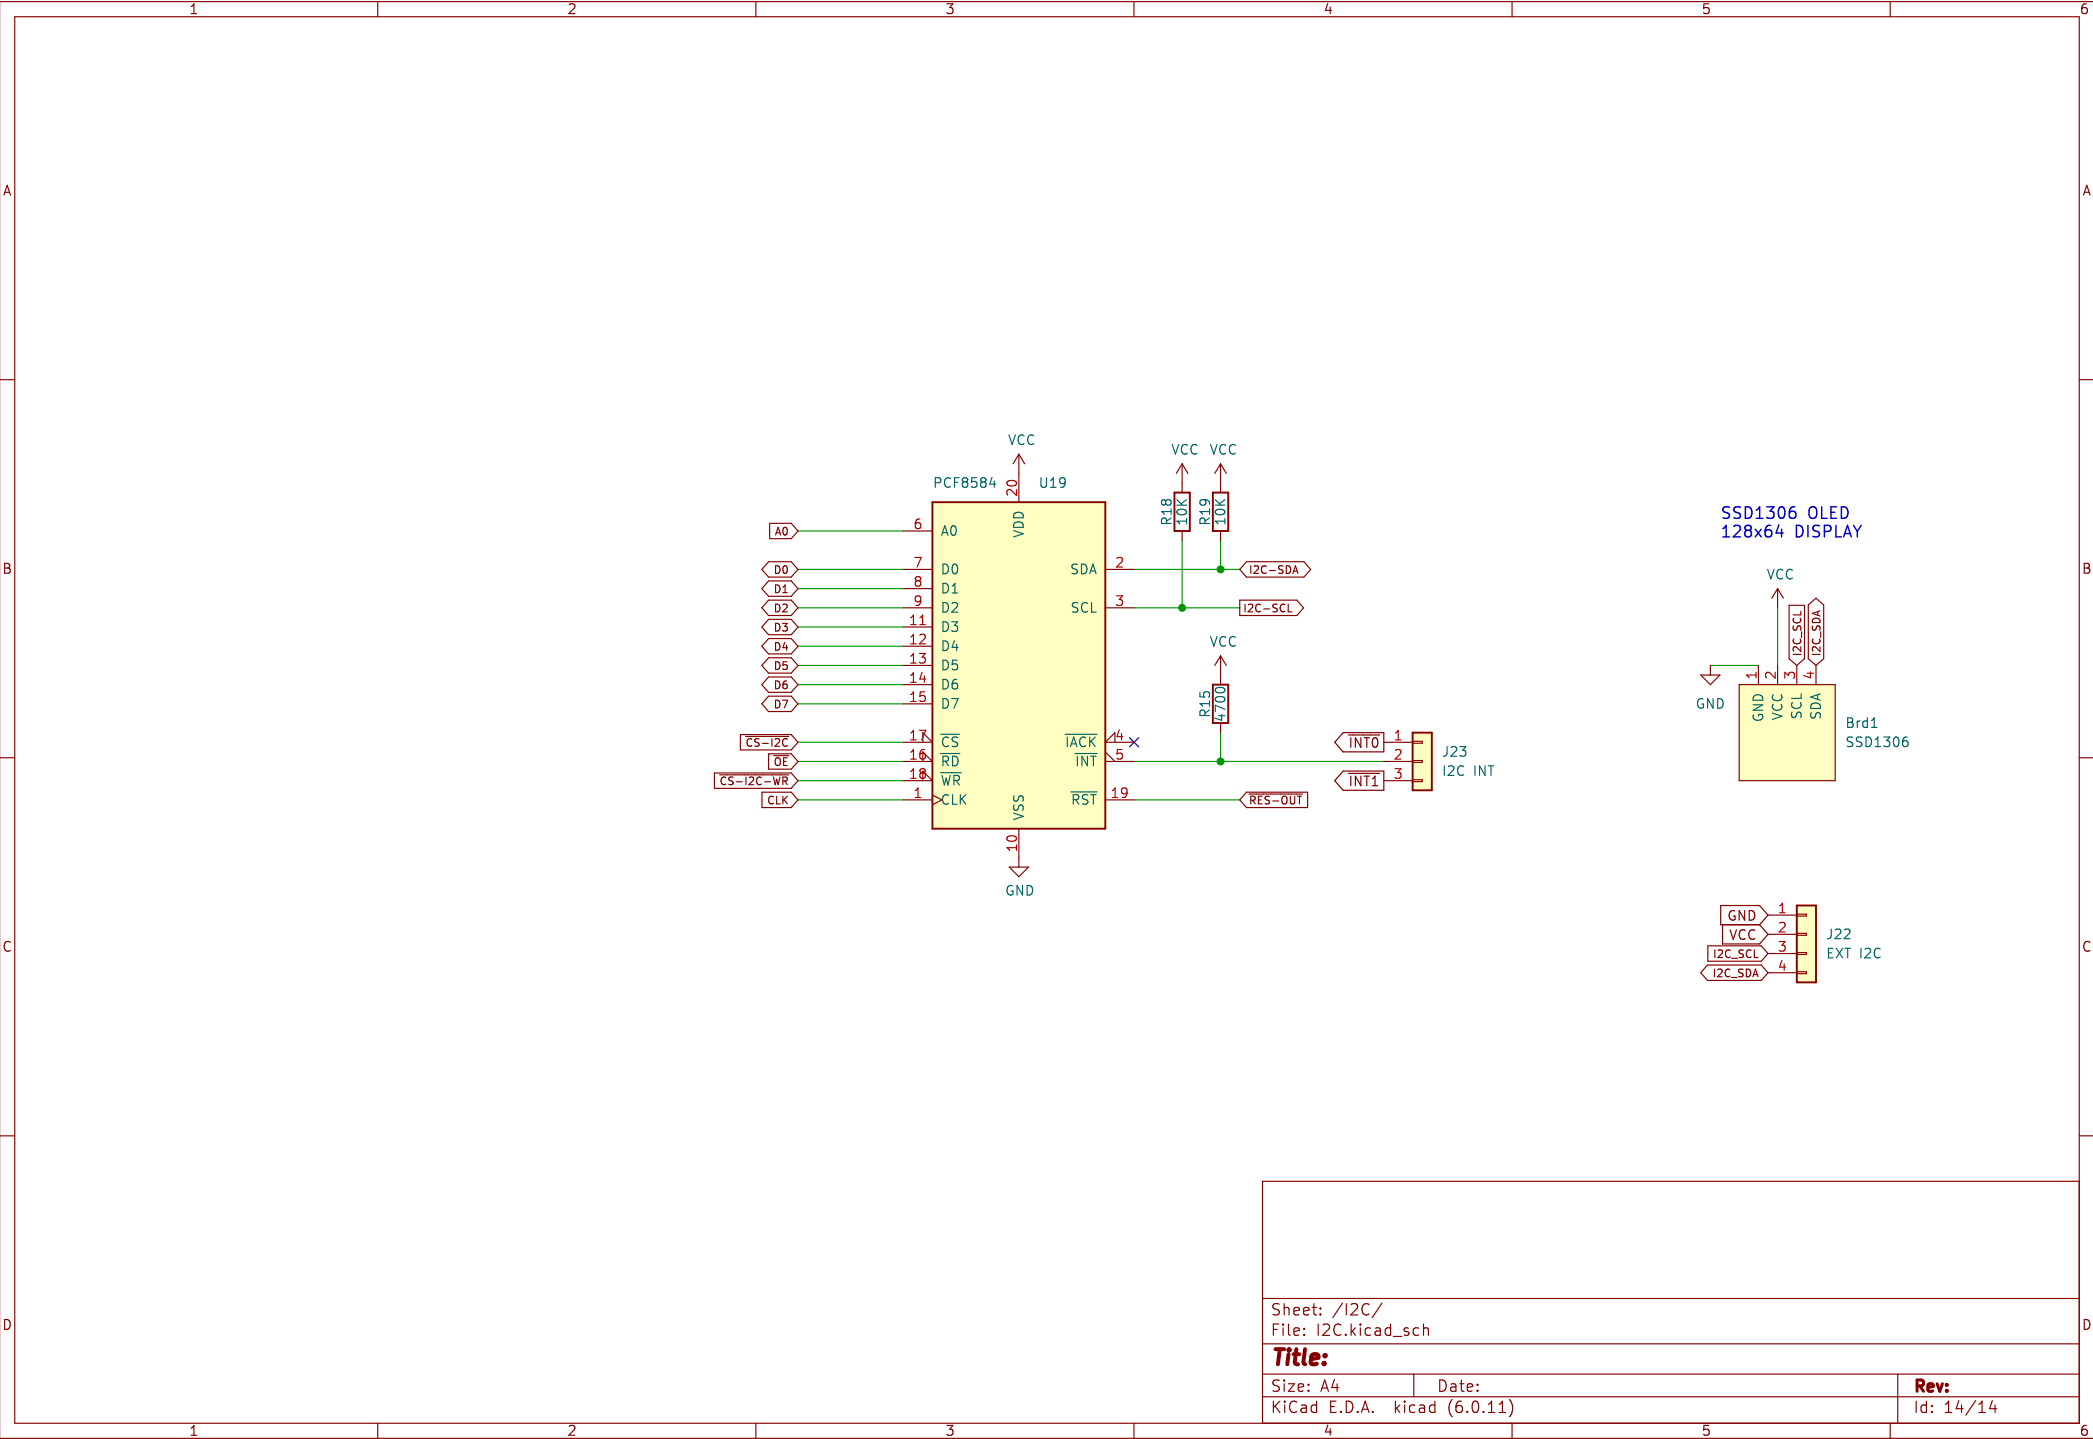 1 2 3 4 5 6
A A
B B
C C
D D
VCC
PCF8584 U19
20
VDD
A0 6 A0
D0 7 D0
D1 8 D1
D2 9 D2
D3 11 D3
D4 12 D4
D5 13 D5
D6 14 D6
D7 15 D7
CS-I2C 17 CS
OE 16 RD
CS-I2C-WR 18 WR
CLK 1 CLK
VSS
10
GND
VCC VCC
R18 10K R19 10K
SDA 2 I2C-SDA
SCL 3 I2C-SCL
VCC
R15 4700
IACK 4
INT 5
RST 19 RES-OUT
INT0 1
2
INT1 3
J23
I2C INT
SSD1306 OLED
128x64 DISPLAY
VCC
I2C_SCL
I2C_SDA
GND
1 2 3 4
GND VCC SCL SDA
Brd1
SSD1306
GND 1
VCC 2
I2C_SCL 3
I2C_SDA 4
J22
EXT I2C
Sheet: /I2C/
File: I2C.kicad_sch
Title:
Size: A4 Date: Rev:
KiCad E.D.A. kicad (6.0.11) Id: 14/14
1 2 3 4 5 6